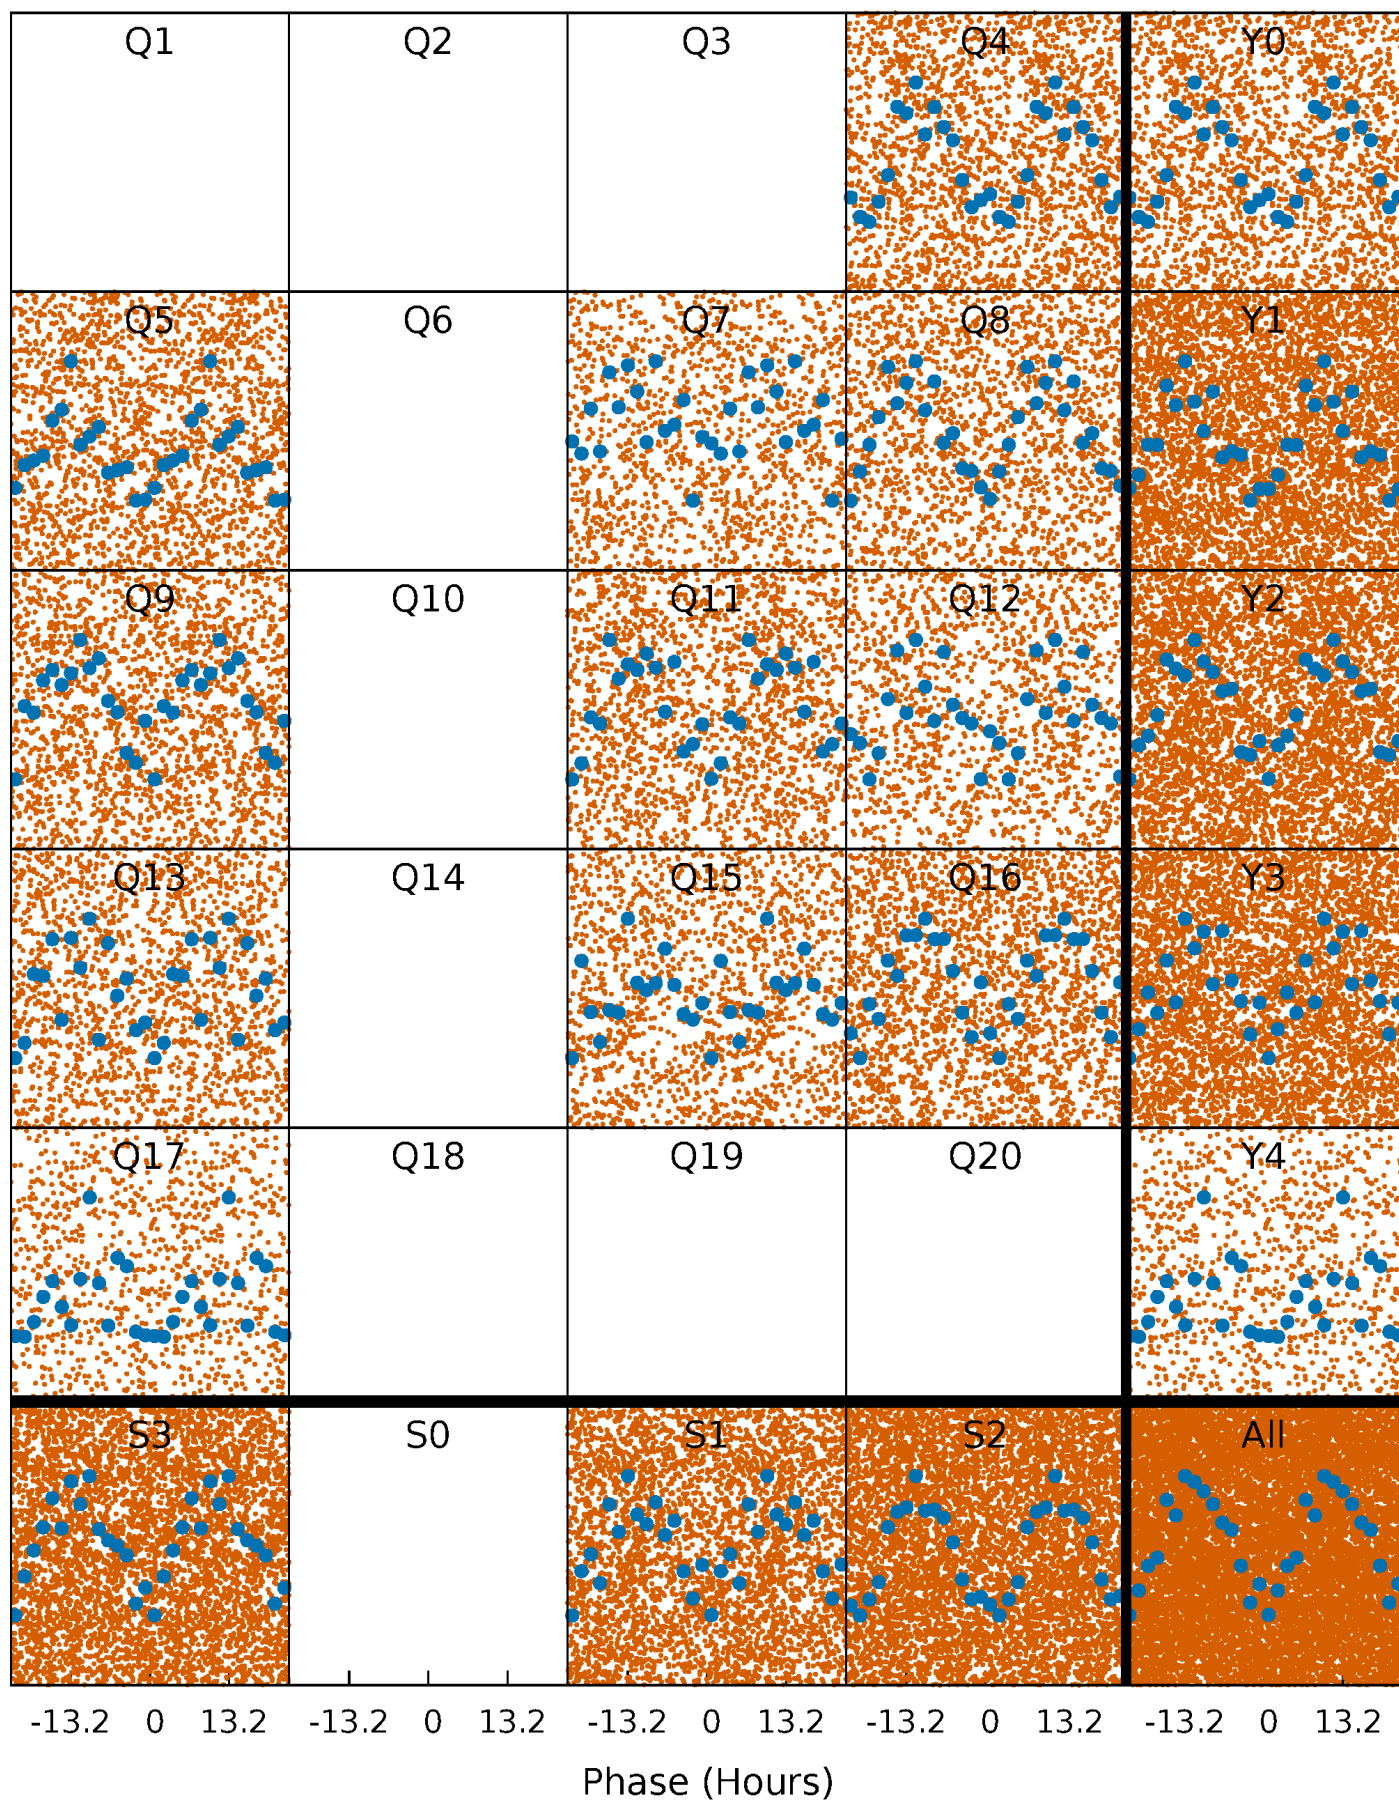 Q1 Q2 Q3 Q4 Y0
Q5 Q6 Q7 Q8 Y1
Q9 Q10 Q11 Q12 Y2
Q13 Q14 Q15 Q16 Y3
Q17 Q18 Q19 Q20 Y4
S3 S0 S1 S2 All
-13.2 0 13.2 -13.2 0 13.2 -13.2 0 13.2 -13.2 0 13.2 -13.2 0 13.2
Phase (Hours)